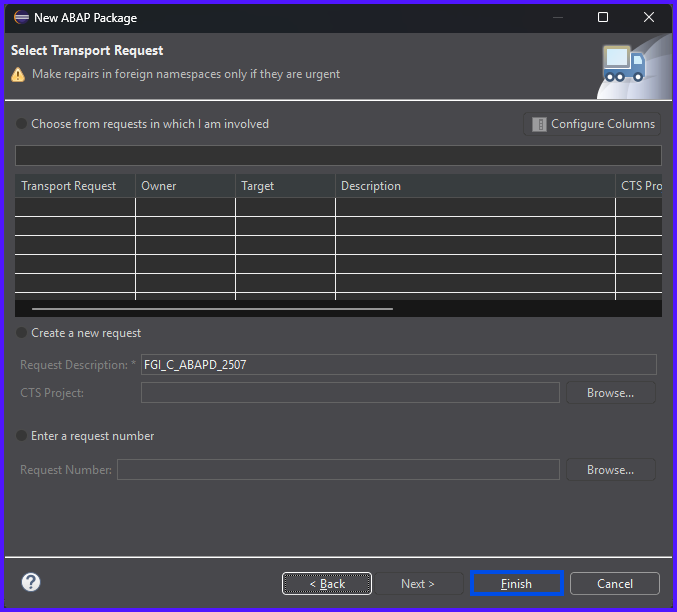 New ABAP Package
Select Transport Request
Make repairs in foreign namespaces only if they are urgent
Choose from requests in which I am involved
Configure Columns
Transport Request Owner Target Description CTS Pro
Create a new request
Request Description: * FGI_C_ABAPD_2507
CTS Project: Browse...
Enter a request number
Request Number: Browse...
? < Back Next > Finish Cancel